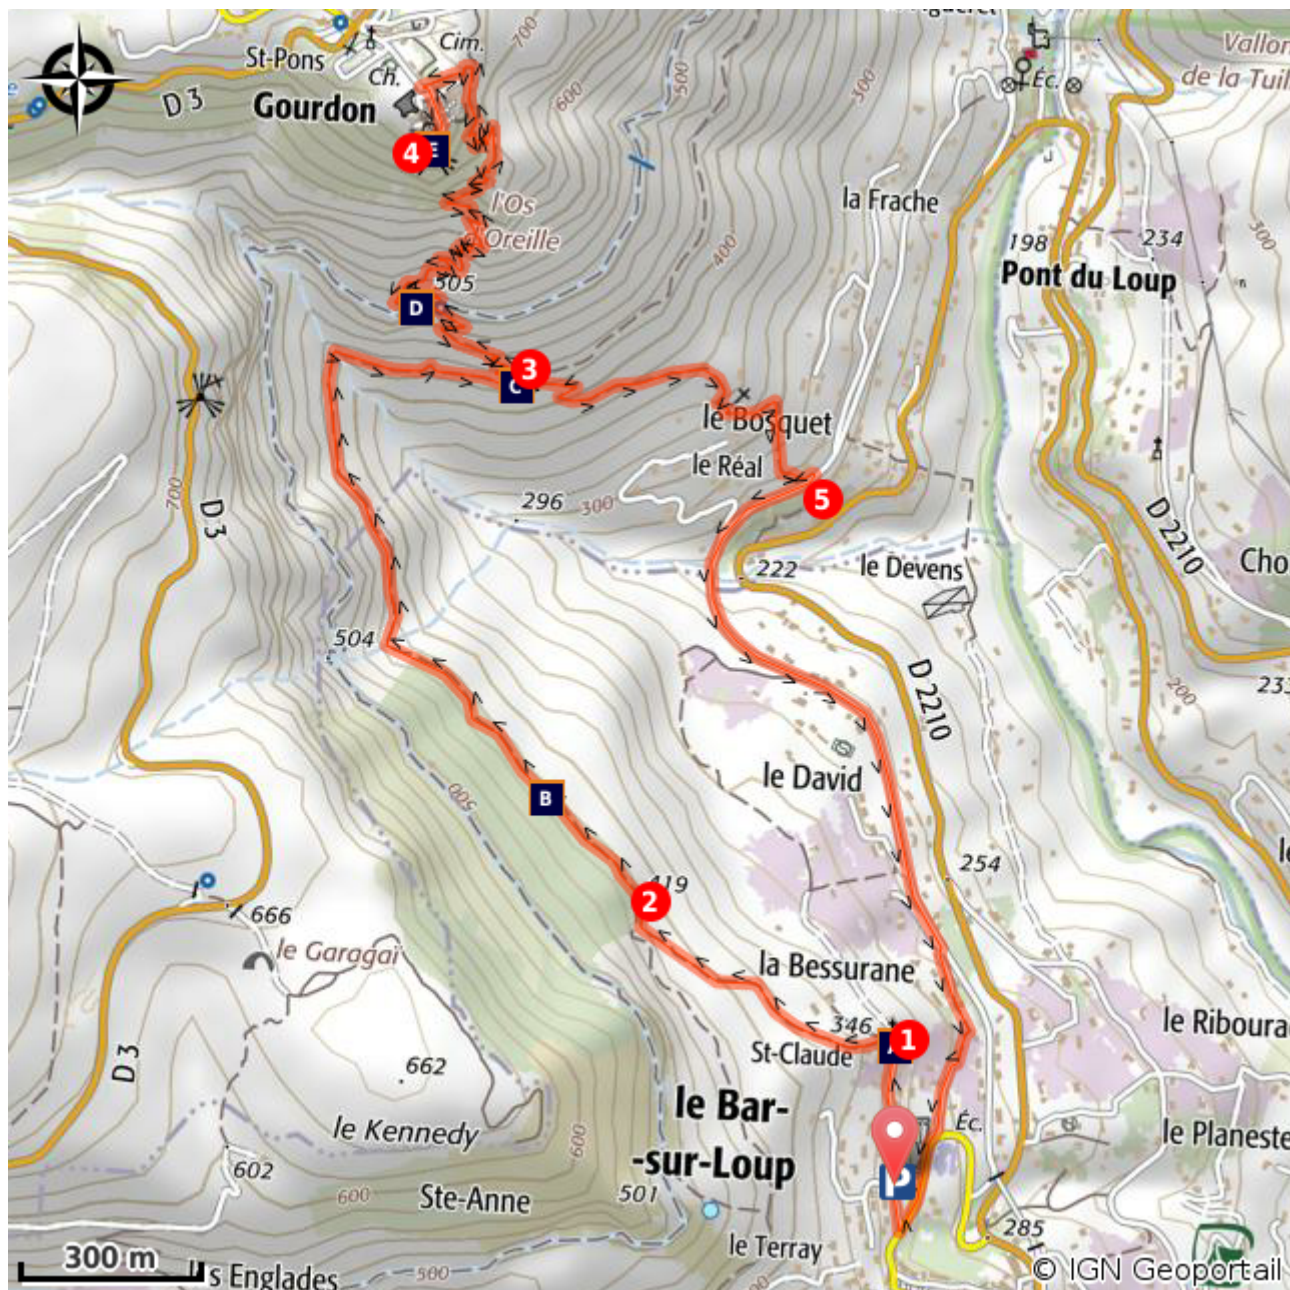 700
500
Vallon
de la Tuil
Cim.
St-Pons
Ch.
600
300
Éc.
D 3
Gourdon
4
E
la Frache
l'Os
Oreille
198
234
300
400
Pont du Loup
505
D
3
C
le Bosquet
le Réal
700
D 3
296
300
5
D 2210
Cho
222
le Devens
504
D 2210
200
233
le David
500
B
419
254
2
666
le Garagaï
la Bessurane
346
1
St-Claude
le Riboura
D 3
662
le Bar-
-sur-Loup
Éc.
le Kennedy
600
le Planeste
602
P
600
Ste-Anne
501
285
le Terray
300 m
s Englades
500
© IGN Geoportail